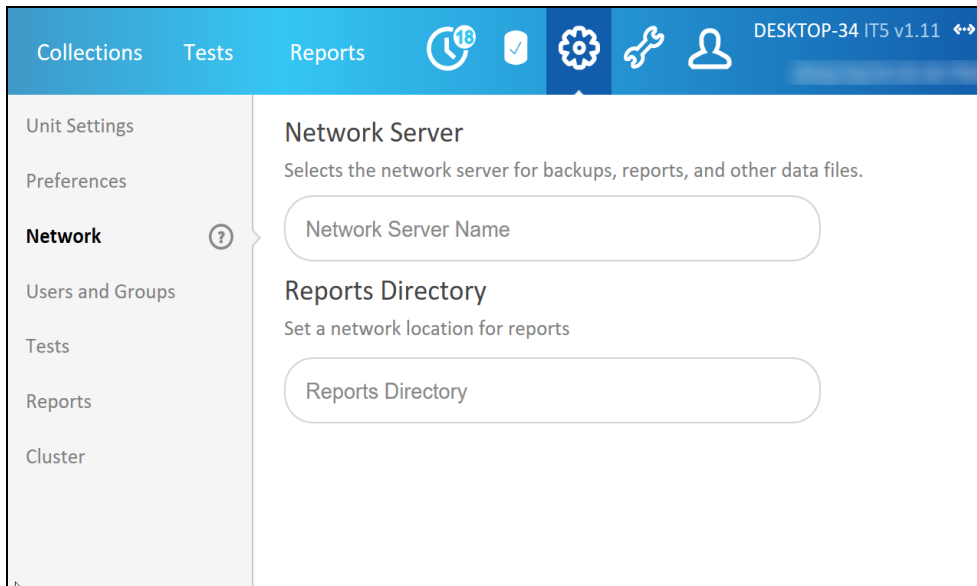 Collections Tests Reports 18 DESKTOP-34 IT5 v1.11
Unit Settings
Preferences
Network ?
Users and Groups
Tests
Reports
Cluster
Network Server
Selects the network server for backups, reports, and other data files.
Network Server Name
Reports Directory
Set a network location for reports
Reports Directory